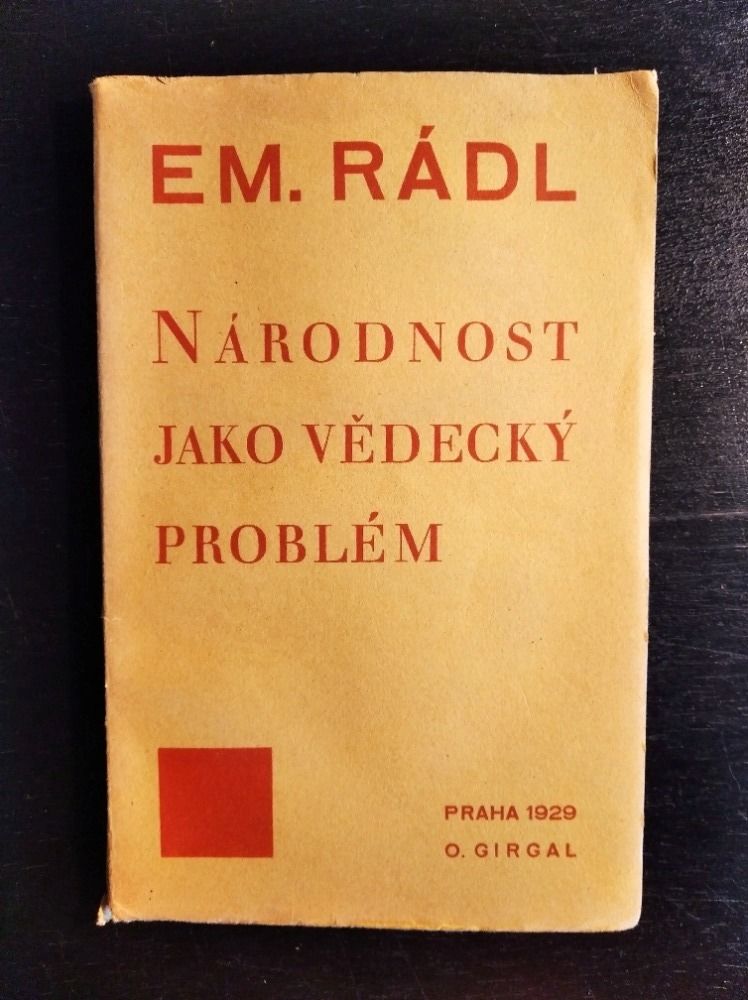 EM. RÁDL
NÁRODNOST
JAKO VĚDECKÝ
PROBLÉM
PRAHA 1929
O. GIRGAL